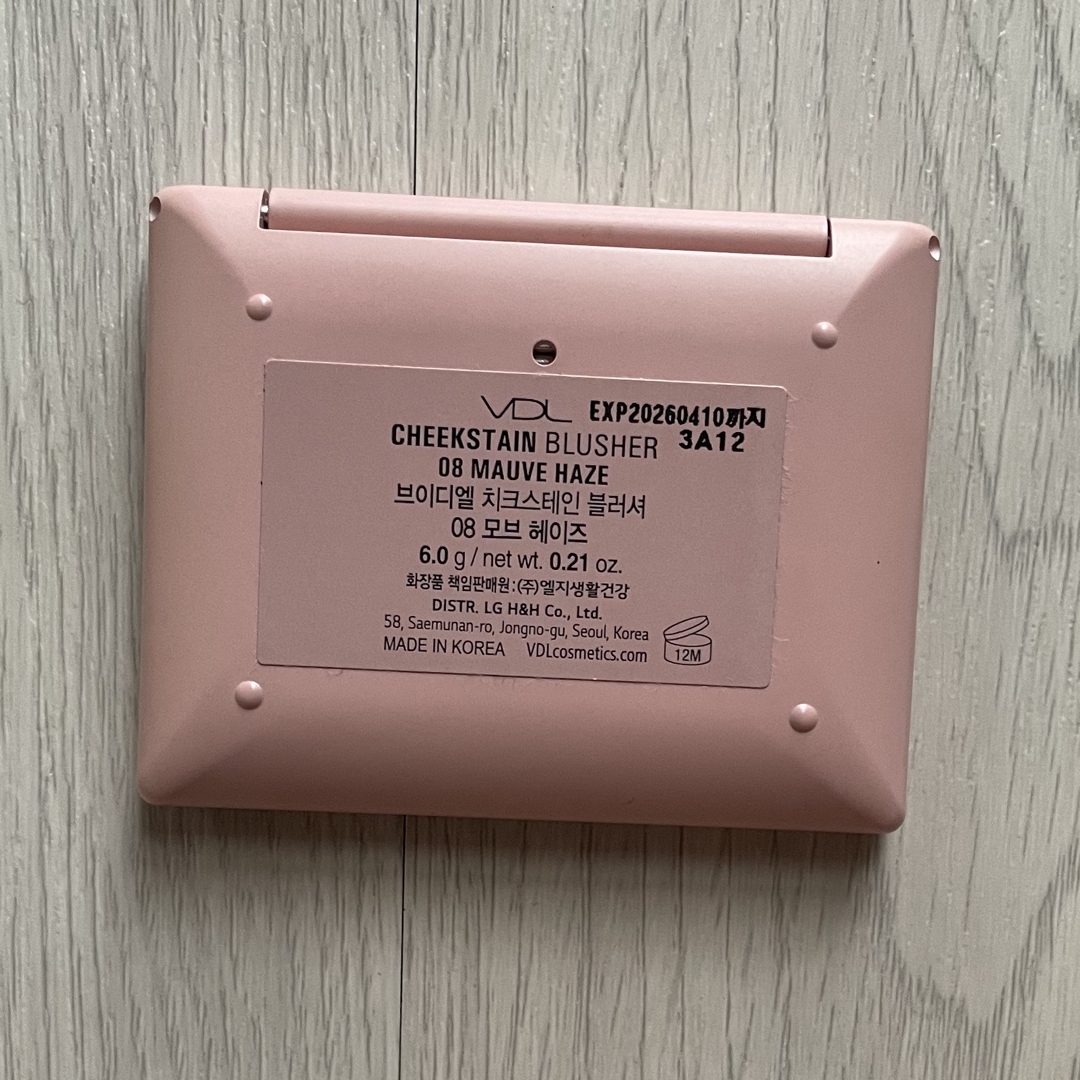 VDL EXP20260410까지
CHEEKSTAIN BLUSHER 3A12
08 MAUVE HAZE
브이디엘 치크스테인 블러셔
08 모브 헤이즈
6.0 g / net wt. 0.21 oz.
화장품 책임판매원:(주)엘지생활건강
DISTR. LG H&H Co., Ltd.
58, Saemunan-ro, Jongno-gu, Seoul, Korea
MADE IN KOREA VDLcosmetics.com 12M